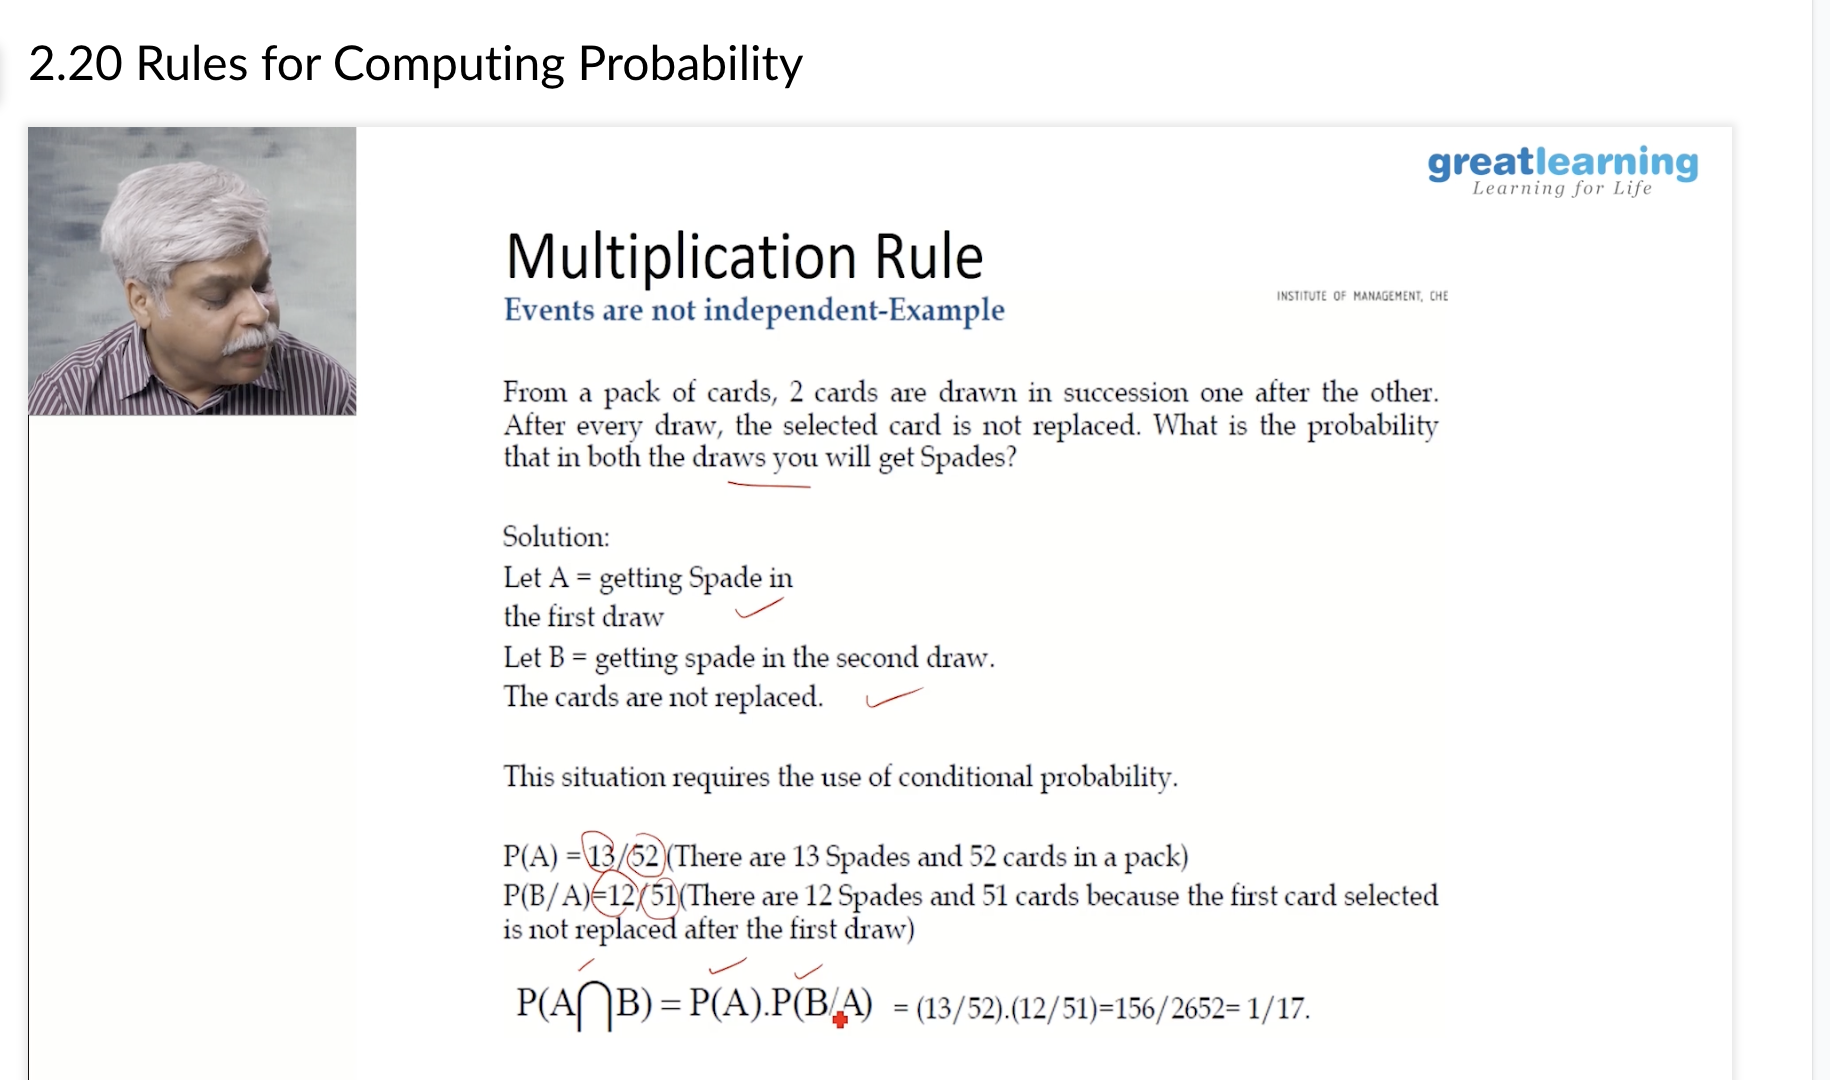 2.20 Rules for Computing Probability
greatlearning
Learning for Life
Multiplication Rule
Events are not independent-Example
INSTITUTE OF MANAGEMENT, CHE
From a pack of cards, 2 cards are drawn in succession one after the other.
After every draw, the selected card is not replaced. What is the probability
that in both the draws you will get Spades?
Solution:
Let A = getting Spade in
the first draw
Let B = getting spade in the second draw.
The cards are not replaced.
This situation requires the use of conditional probability.
P(A) = 13/52 (There are 13 Spades and 52 cards in a pack)
P(B/A)=12/51(There are 12 Spades and 51 cards because the first card selected
is not replaced after the first draw)
P(A⋂B) = P(A).P(B/A) = (13/52).(12/51)=156/2652= 1/17.